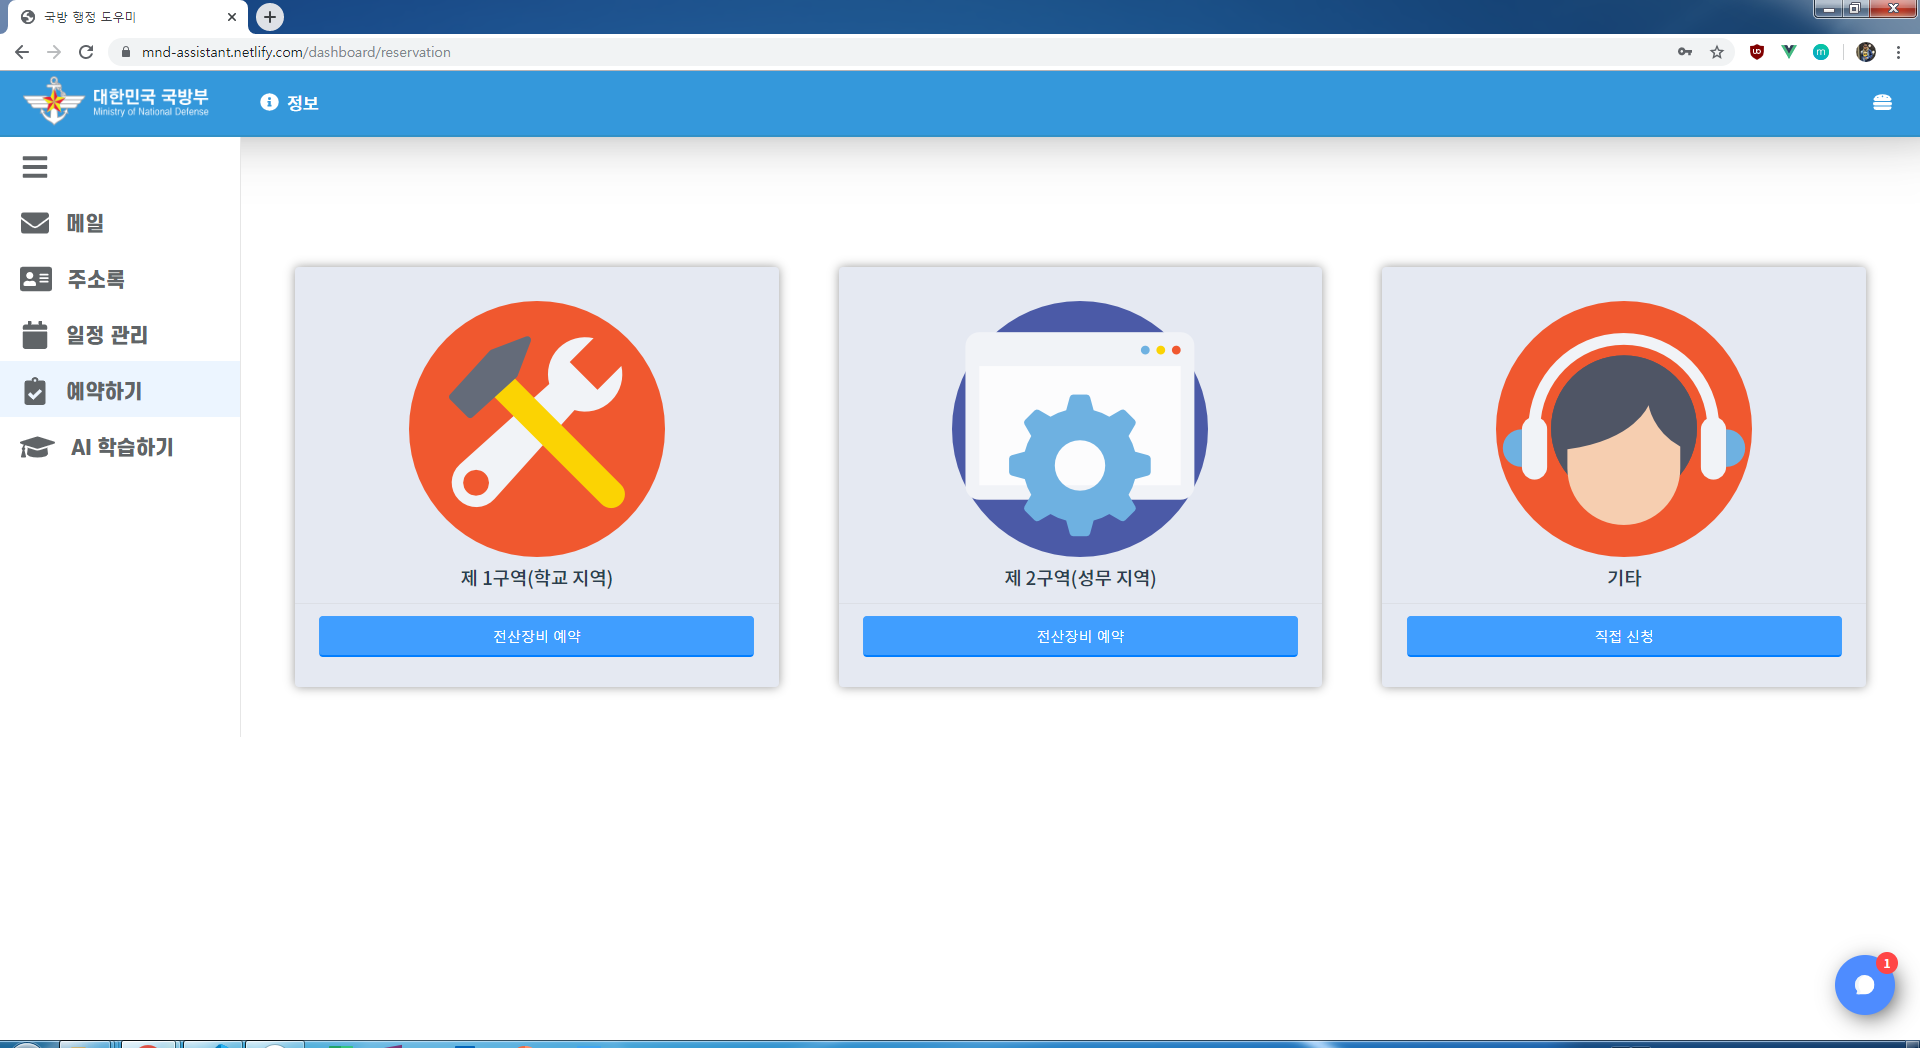 국방 행정 도우미
mnd-assistant.netlify.com/dashboard/reservation
대한민국 국방부
Ministry of National Defense
정보
메일
주소록
일정 관리
예약하기
AI 학습하기
제 1구역(학교 지역)
전산장비 예약
제 2구역(성무 지역)
전산장비 예약
기타
직접 신청
1